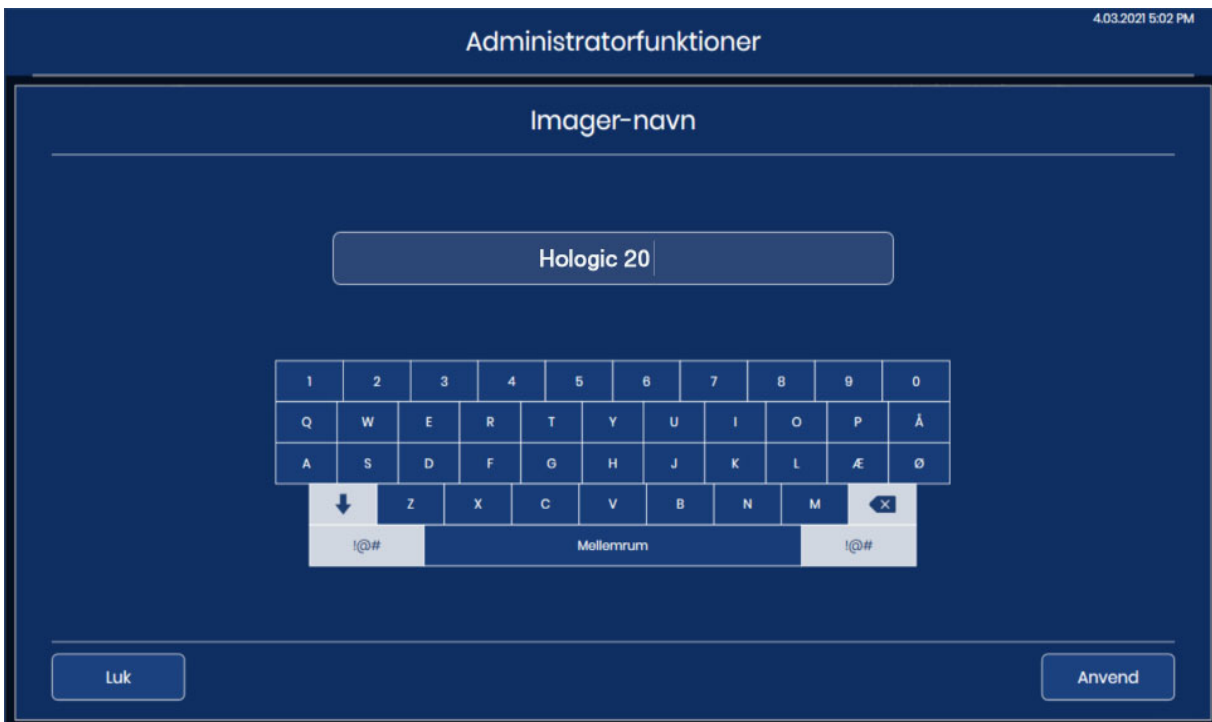 4.03.2021 5:02 PM
Administratorfunktioner
Imager-navn
Hologic 20
1 2 3 4 5 6 7 8 9 0
Q W E R T Y U I O P Å
A S D F G H J K L Æ Ø
Z X C V B N M
!@# Mellemrum !@#
Luk Anvend